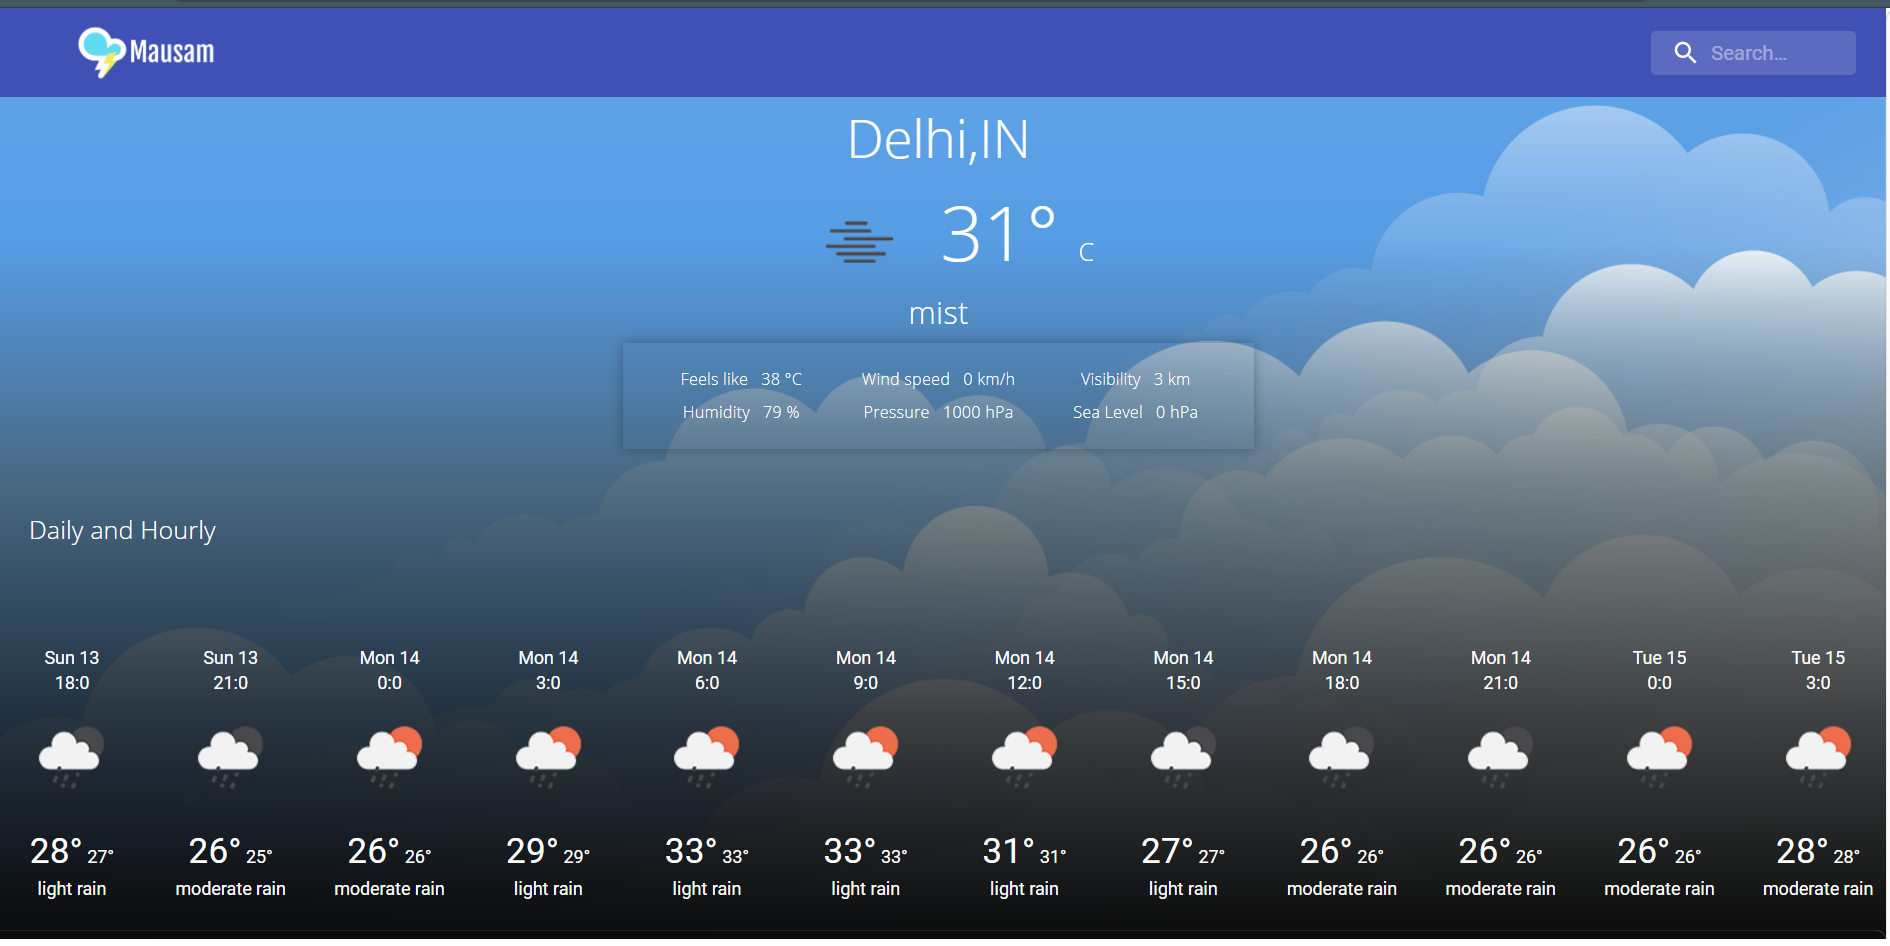 Mausam
Search...
Delhi,IN
31° C
mist
Feels like 38 °C Wind speed 0 km/h Visibility 3 km
Humidity 79 % Pressure 1000 hPa Sea Level 0 hPa
Daily and Hourly
Sun 13 Sun 13 Mon 14 Mon 14 Mon 14 Mon 14 Mon 14 Mon 14 Mon 14 Mon 14 Tue 15 Tue 15
18:0 21:0 0:0 3:0 6:0 9:0 12:0 15:0 18:0 21:0 0:0 3:0
28° 27° 26° 25° 26° 26° 29° 29° 33° 33° 33° 33° 31° 31° 27° 27° 26° 26° 26° 26° 26° 26° 28° 28°
light rain moderate rain moderate rain light rain light rain light rain light rain light rain moderate rain moderate rain moderate rain moderate rain